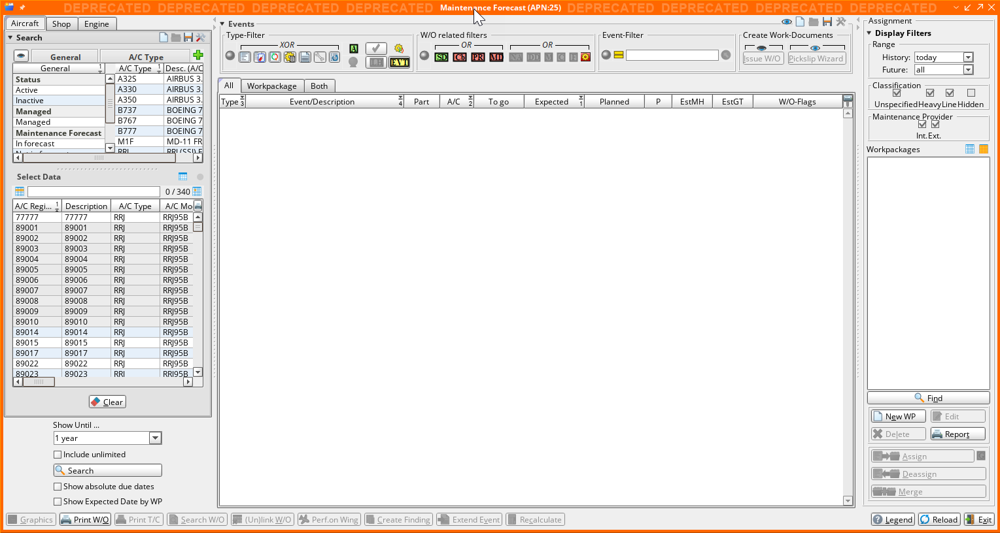 DEPRECATED DEPRECATED DEPRECATED DEPRECATED Maintenance Forecast (APN:25) DEPRECATED DEPRECATED DEPRECATED DEPRECATED
Aircraft
Shop
Engine
Search
General
A/C Type
General 1
A/C Type 1
Desc. (A/C
Status
Active
Inactive
Managed
Managed
Maintenance Forecast
In forecast
A32S AIRBUS 3.
A330 AIRBUS 3.
A350 AIRBUS 3.
B737 BOEING 7
B767 BOEING 7
B777 BOEING 7
M1F MD-11 FR
Select Data
0 / 340
A/C Regi... 1 Description A/C Type A/C Mo
77777 77777 RRJ RRJ95B
89001 89001 RRJ RRJ95B
89002 89002 RRJ RRJ95B
89003 89003 RRJ RRJ95B
89004 89004 RRJ RRJ95B
89005 89005 RRJ RRJ95B
89006 89006 RRJ RRJ95B
89007 89007 RRJ RRJ95B
89008 89008 RRJ RRJ95B
89009 89009 RRJ RRJ95B
89010 89010 RRJ RRJ95B
89014 89014 RRJ RRJ95B
89015 89015 RRJ RRJ95B
89017 89017 RRJ RRJ95B
89022 89022 RRJ RRJ95B
89023 89023 RRJ RRJ95B
Clear
Show Until ...
1 year
Include unlimited
Search
Show absolute due dates
Show Expected Date by WP
Events
Type-Filter
XOR
A
LH
EVT
W/O related filters
OR OR
SD Cb PR MD NA DD M C F
Event-Filter
Create Work-Documents
Issue W/O
Pickslip Wizard
All
Workpackage
Both
Type 3 Event/Description 4 Part A/C 2 To go Expected 1 Planned P EstMH EstGT W/O-Flags
Assignment
Display Filters
Range
History: today
Future: all
Classification
Unspecified Heavy Line Hidden
Maintenance Provider
Int. Ext.
Workpackages
Find
New WP
Edit
Delete
Report
Assign
Deassign
Merge
Graphics
Print W/O
Print T/C
Search W/O
(Un)link W/O
Perf.on Wing
Create Finding
Extend Event
Recalculate
Legend
Reload
Exit